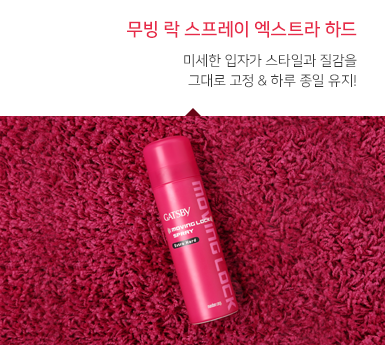 무빙 락 스프레이 엑스트라 하드
미세한 입자가 스타일과 질감을
그대로 고정 & 하루 종일 유지!
GATSBY
MOVING LOCK
SPRAY
Extra Hard
MOVING LOCK